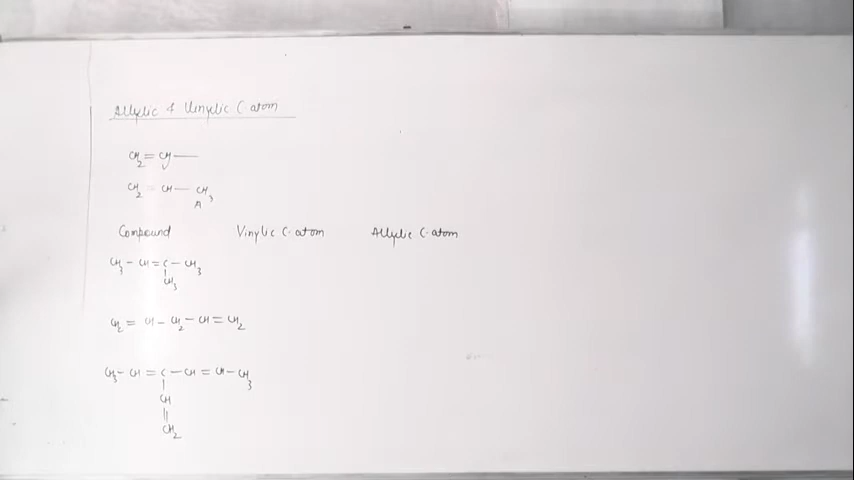 Allylic & Vinylic C atom
CH2 = CH —
CH2 = CH — CH3
A
Compound Vinylic C-atom Allylic C-atom
CH3 – CH = C – CH3
CH3
CH2 = CH – CH2 – CH = CH2
CH3 – CH = C – CH = CH – CH3
CH
||
CH2